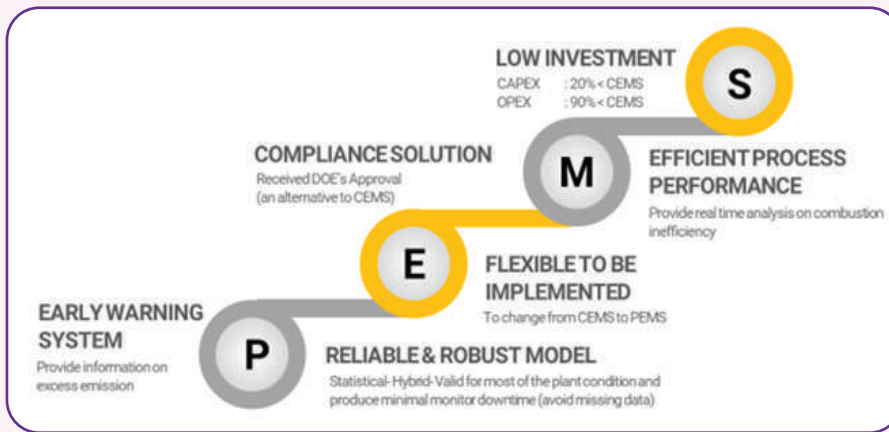 LOW INVESTMENT
CAPEX : 20% < CEMS
OPEX : 90% < CEMS
S
COMPLIANCE SOLUTION
Received DOE's Approval
(an alternative to CEMS)
M
EFFICIENT PROCESS
PERFORMANCE
Provide real time analysis on combustion
inefficiency
E
FLEXIBLE TO BE
IMPLEMENTED
To change from CEMS to PEMS
EARLY WARNING
SYSTEM
Provide information on
excess emission
P
RELIABLE & ROBUST MODEL
Statistical- Hybrid-Valid for most of the plant condition and
produce minimal monitor downtime (avoid missing data)